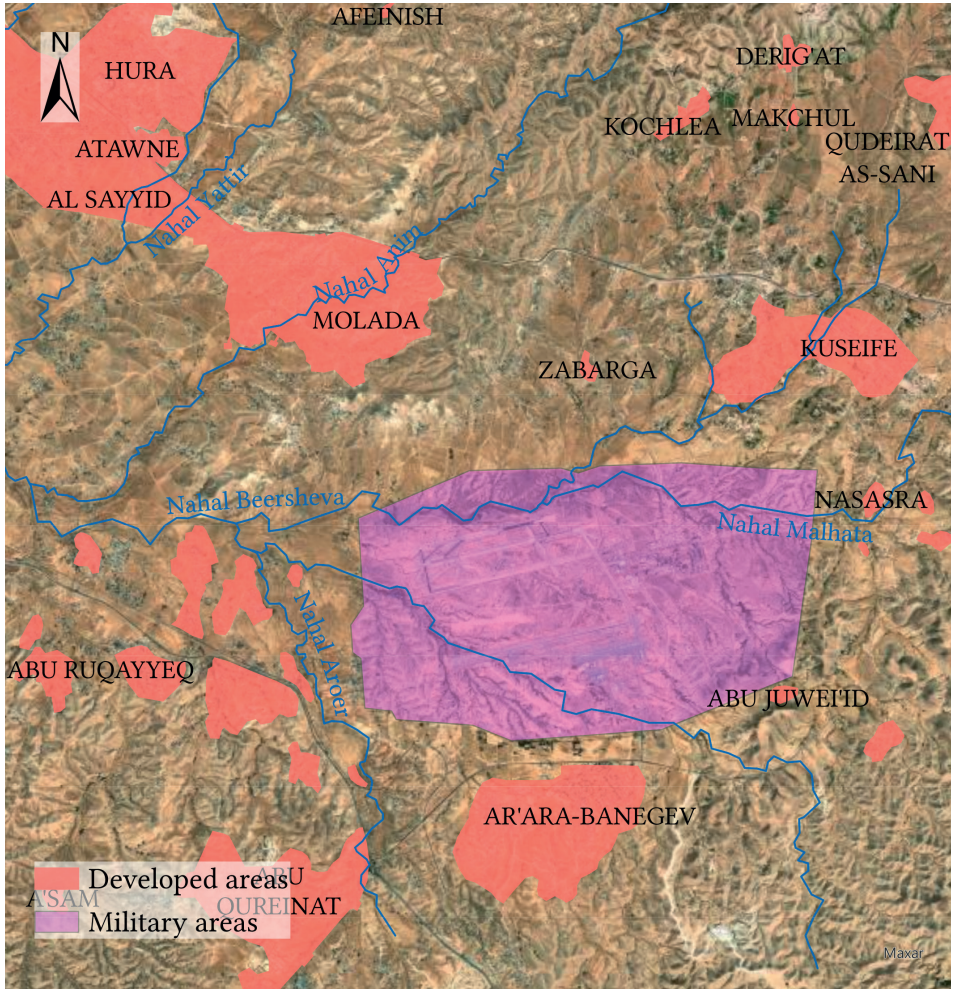 AFEINISH
N
HURA
DERIG'AT
KOCHLEA
MAKCHUL
ATAWNE
QUDEIRAT
AS-SANI
AL SAYYID
Nahal Yattir
Nahal Anim
MOLADA
KUSEIFE
ZABARGA
Nahal Beersheva
NASASRA
Nahal Malhata
Nahal Aroer
ABU RUQAYYEQ
ABU JUWEI'ID
AR'ARA-BANEGEV
ABU
QUREINAT
A'SAM
Developed areas
Military areas
Maxar